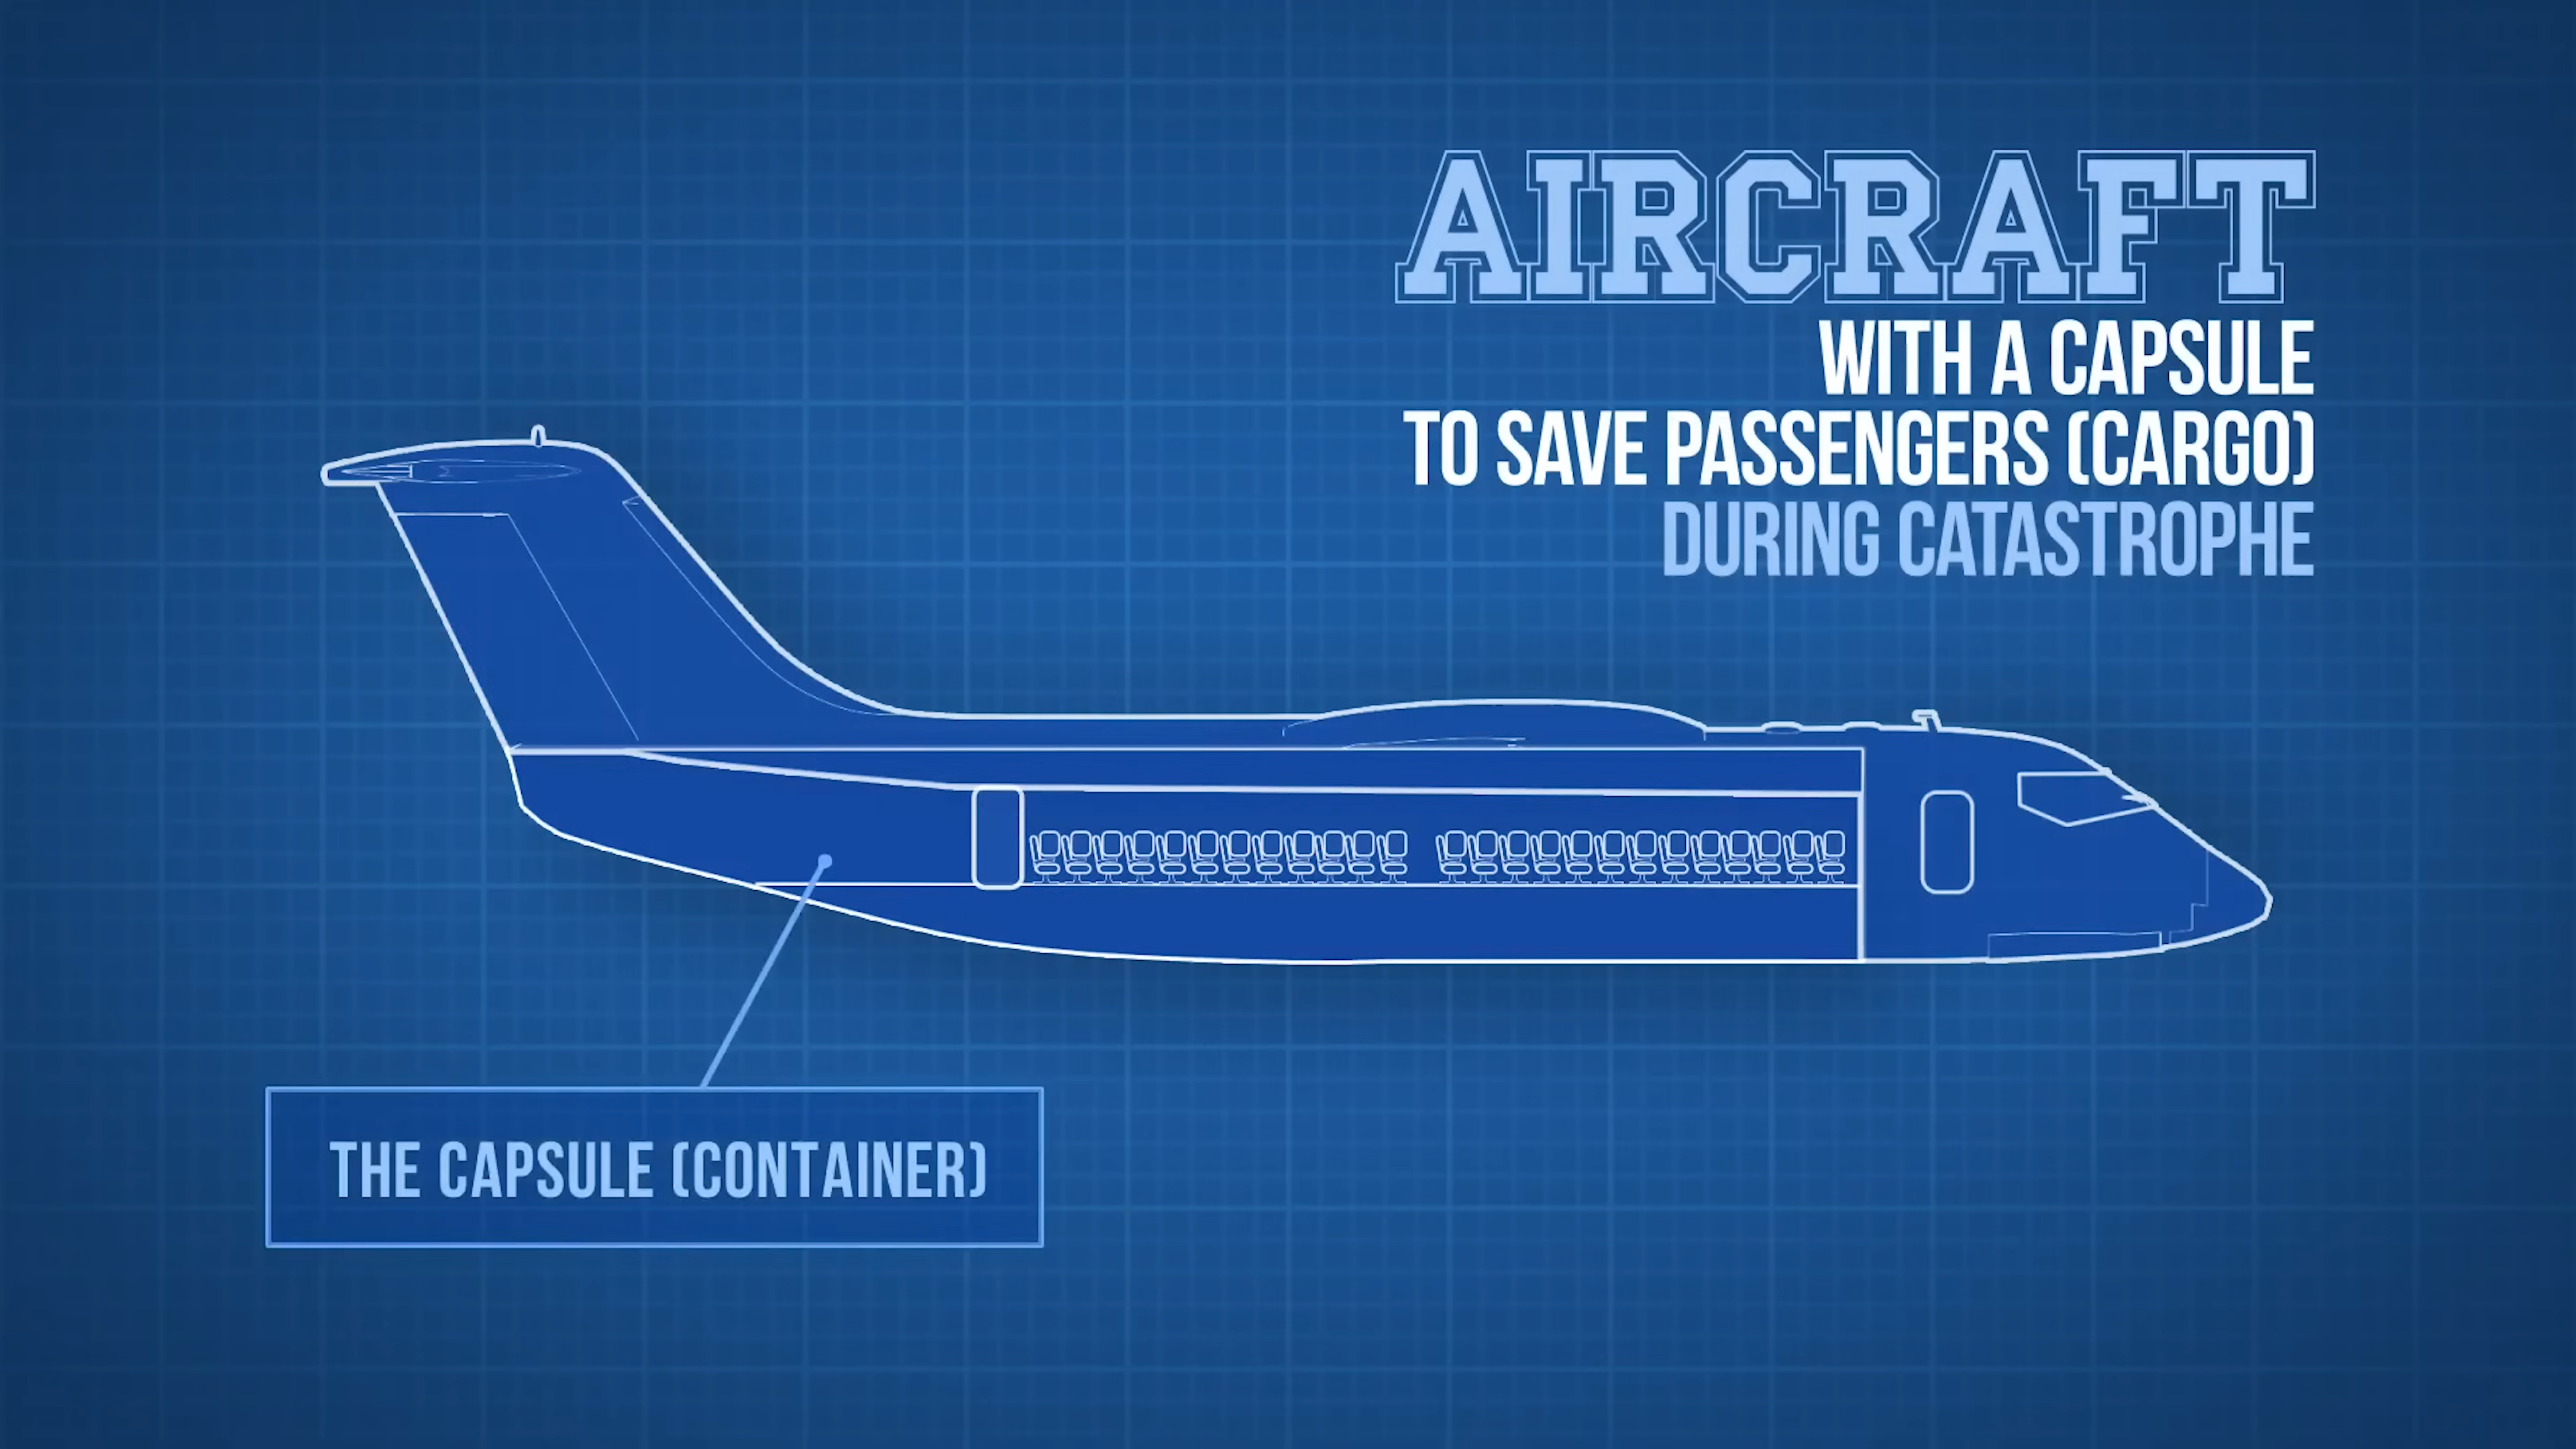 AIRCRAFT
WITH A CAPSULE
TO SAVE PASSENGERS (CARGO)
DURING CATASTROPHE
THE CAPSULE (CONTAINER)